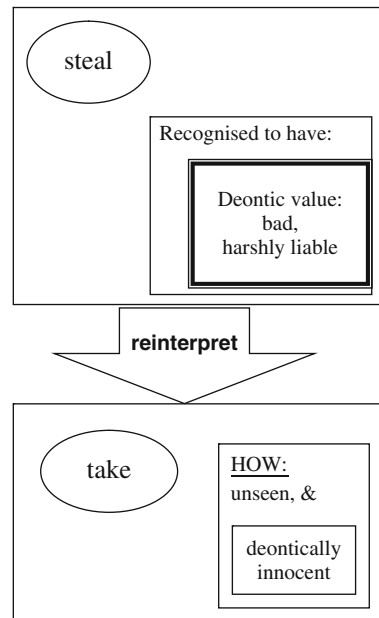 steal
Recognised to have:
Deontic value:
bad,
harshly liable
reinterpret
take
HOW:
unseen, &
deontically
innocent